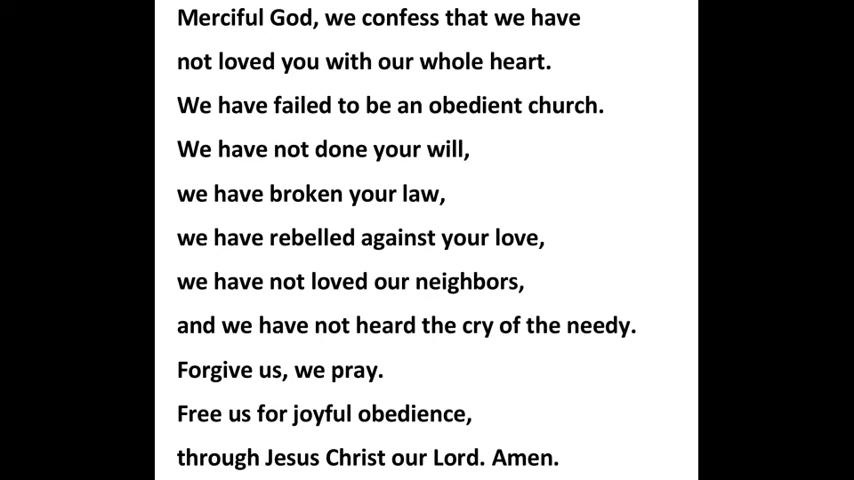 Merciful God, we confess that we have
not loved you with our whole heart.
We have failed to be an obedient church.
We have not done your will,
we have broken your law,
we have rebelled against your love,
we have not loved our neighbors,
and we have not heard the cry of the needy.
Forgive us, we pray.
Free us for joyful obedience,
through Jesus Christ our Lord. Amen.